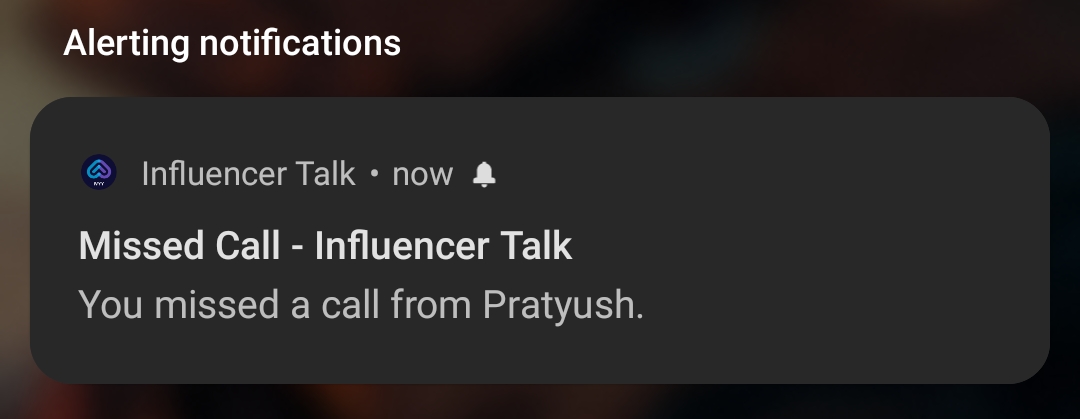 Alerting notifications
Influencer Talk • now
Missed Call - Influencer Talk
You missed a call from Pratyush.